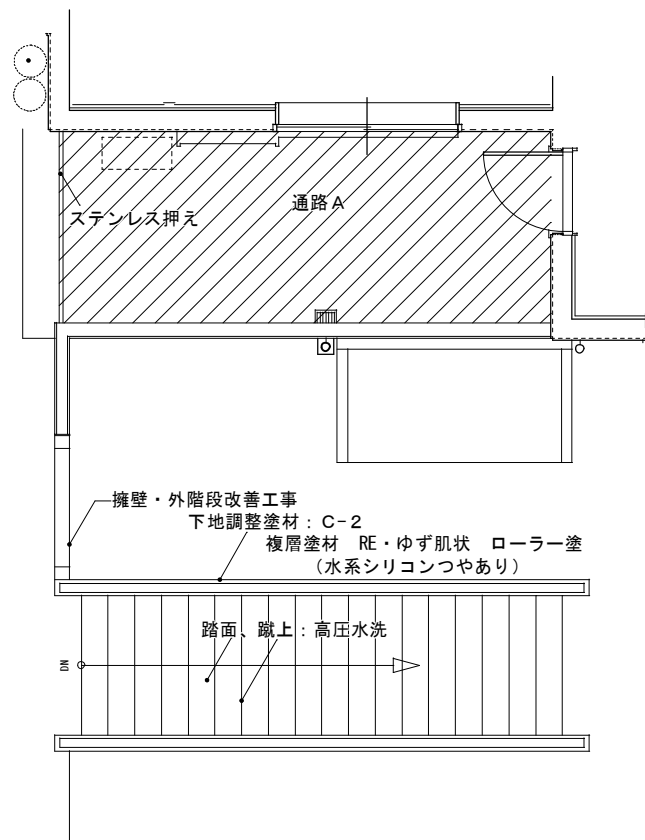 通路A
ステンレス押え
擁壁・外階段改善工事
下地調整塗材：C-2
複層塗材　RE・ゆず肌状　ローラー塗
（水系シリコンつやあり）
踏面、蹴上：高圧水洗
DN